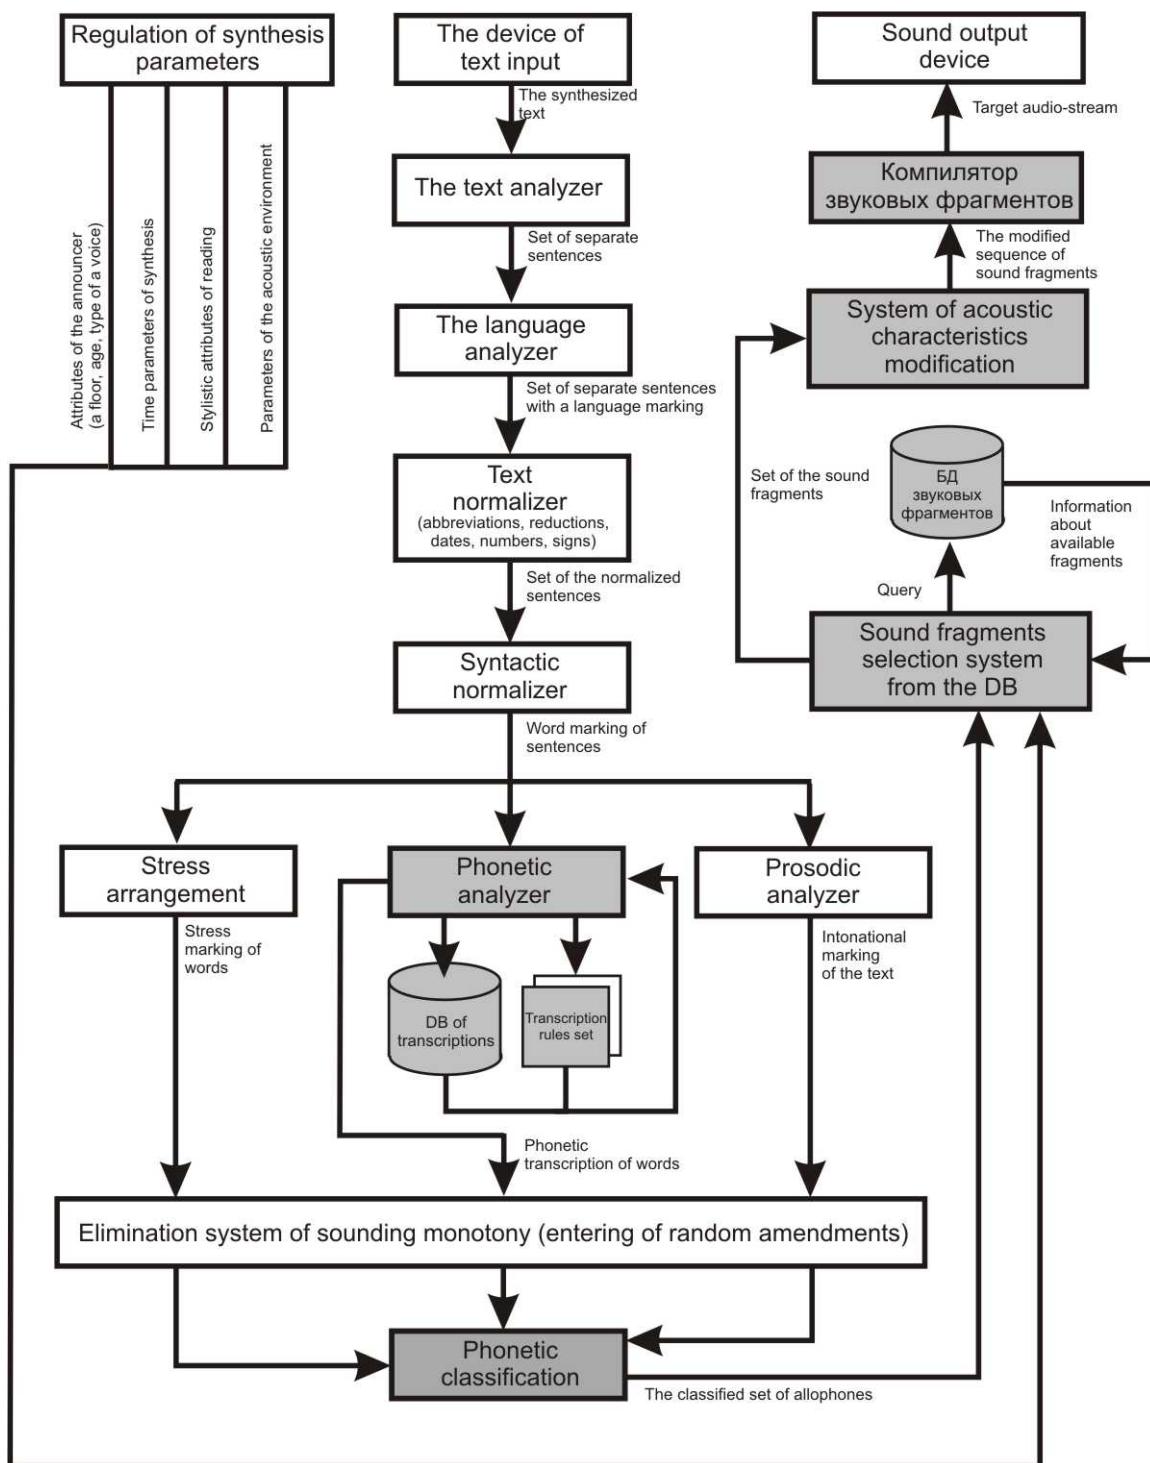 Regulation of synthesis
parameters
Attributes of the announcer
(a floor, age, type of a voice)
Time parameters of synthesis
Stylistic attributes of reading
Parameters of the acoustic environment
The device of
text input
The synthesized
text
The text analyzer
Set of separate
sentences
The language
analyzer
Set of separate sentences
with a language marking
Text
normalizer
(abbreviations, reductions,
dates, numbers, signs)
Set of the normalized
sentences
Syntactic
normalizer
Word marking of
sentences
Stress
arrangement
Stress
marking of
words
Phonetic
analyzer
DB of
transcriptions
Transcription
rules set
Phonetic
transcription of words
Prosodic
analyzer
Intonational
marking
of the text
Elimination system of sounding monotony (entering of random amendments)
Phonetic
classification
The classified set of allophones
Sound output
device
Target audio-stream
Компилятор
звуковых фрагментов
The modified
sequence of
sound fragments
System of acoustic
characteristics
modification
Set of the sound
fragments
БД
звуковых
фрагментов
Information
about
available
fragments
Query
Sound fragments
selection system
from the DB